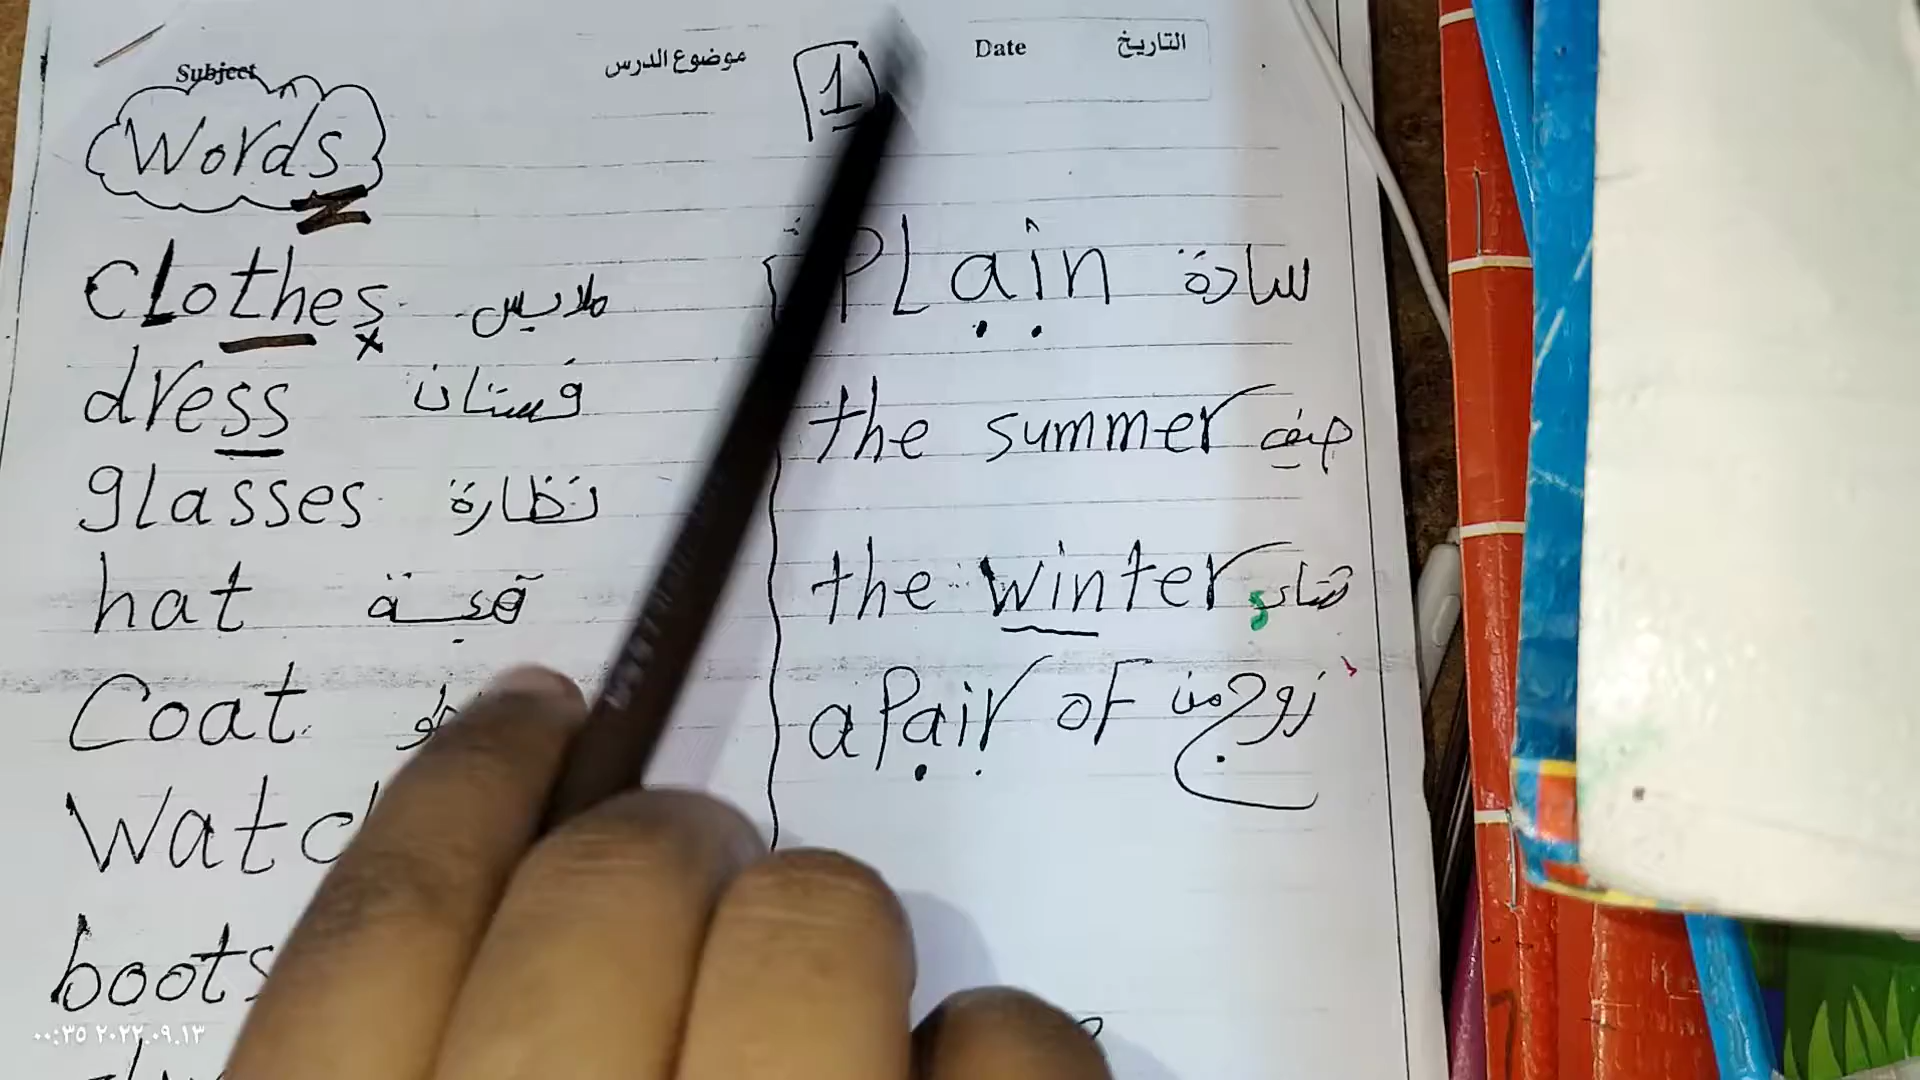 Subject موضوع الدرس
Date التاريخ
1
Words
CLothes ملابس
dress فستان
gLasses نظارة
hat قبعة
Coat
boots
PLain سادة
the summer صيف
the winter شتاء
a Pair of زوج من
٠٠:٣٥ ٢٠٢٢.٠٩.١٣